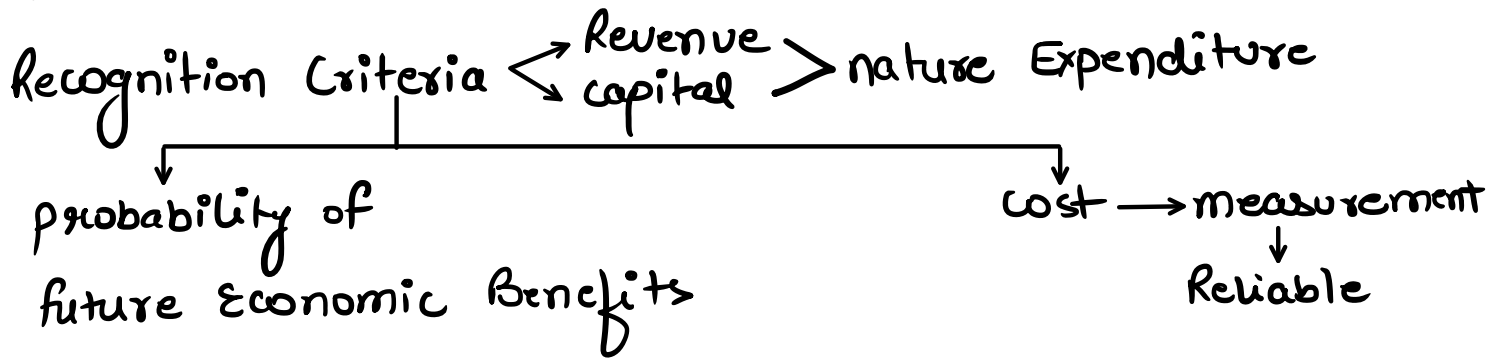 Recognition Criteria Revenue capital nature Expenditure
probability of
future Economic Benefits
cost → measurement
Reliable